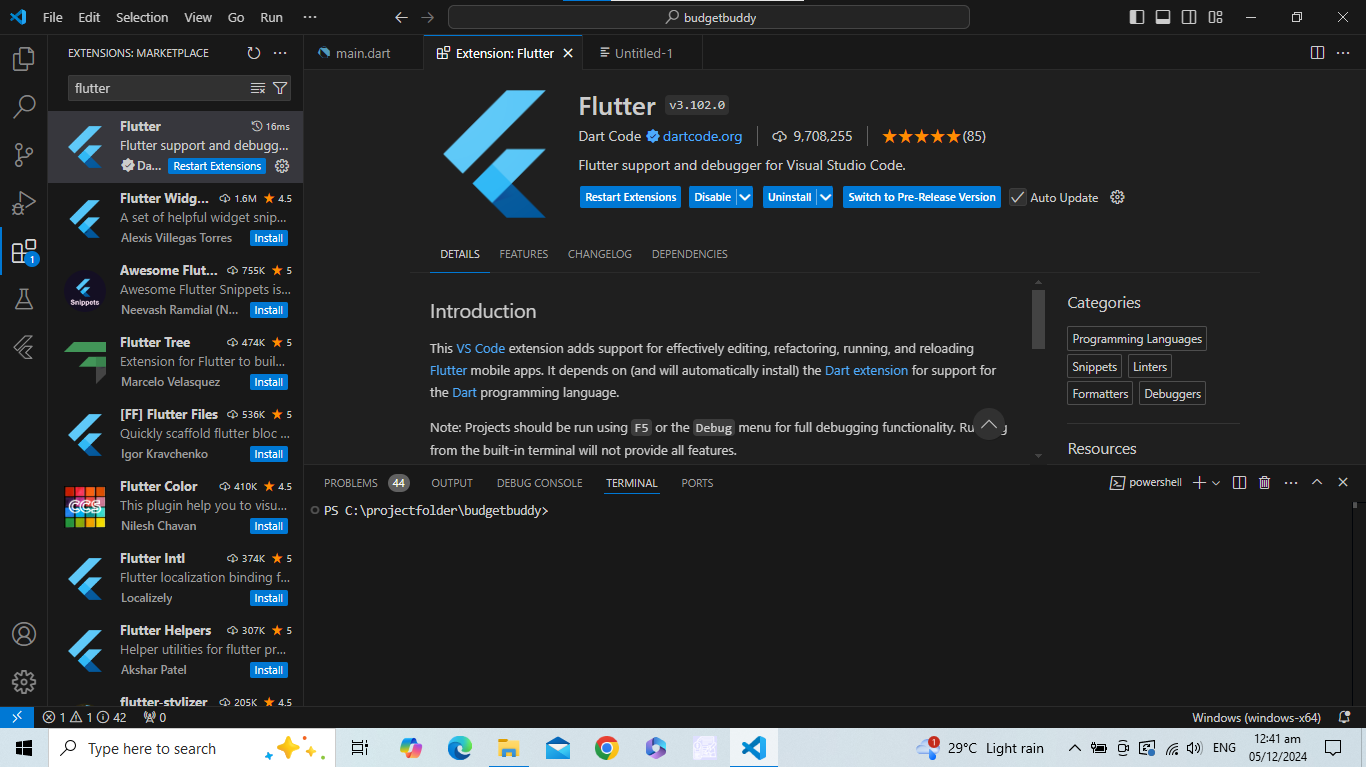 File Edit Selection View Go Run ···
budgetbuddy
EXTENSIONS: MARKETPLACE
flutter
Flutter 16ms
Flutter support and debugg...
Da... Restart Extensions
Flutter Widg... 1.6M 4.5
A set of helpful widget snip...
Alexis Villegas Torres Install
Awesome Flut... 755K 5
Awesome Flutter Snippets is...
Neevash Ramdial (N... Install
Snippets
Flutter Tree 474K 5
Extension for Flutter to buil...
Marcelo Velasquez Install
[FF] Flutter Files 536K 5
Quickly scaffold flutter bloc ...
Igor Kravchenko Install
Flutter Color 410K 4.5
CCS
This plugin help you to visu...
Nilesh Chavan Install
Flutter Intl 374K 5
Flutter localization binding f...
Localizely Install
Flutter Helpers 307K 5
Helper utilities for flutter pr...
Akshar Patel Install
flutter-stylizer 205K 4.5
1
main.dart Extension: Flutter Untitled-1
Flutter v3.102.0
Dart Code dartcode.org 9,708,255 (85)
Flutter support and debugger for Visual Studio Code.
Restart Extensions Disable Uninstall Switch to Pre-Release Version Auto Update
DETAILS FEATURES CHANGELOG DEPENDENCIES
Introduction
This VS Code extension adds support for effectively editing, refactoring, running, and reloading
Flutter mobile apps. It depends on (and will automatically install) the Dart extension for support for
the Dart programming language.
Note: Projects should be run using F5 or the Debug menu for full debugging functionality.
from the built-in terminal will not provide all features.
Categories
Programming Languages
Snippets Linters
Formatters Debuggers
Resources
PROBLEMS 44 OUTPUT DEBUG CONSOLE TERMINAL PORTS
powershell
PS C:\projectfolder\budgetbuddy>
1 1 42 0
Windows (windows-x64)
Type here to search
1 29°C Light rain ENG
12:41 am
05/12/2024